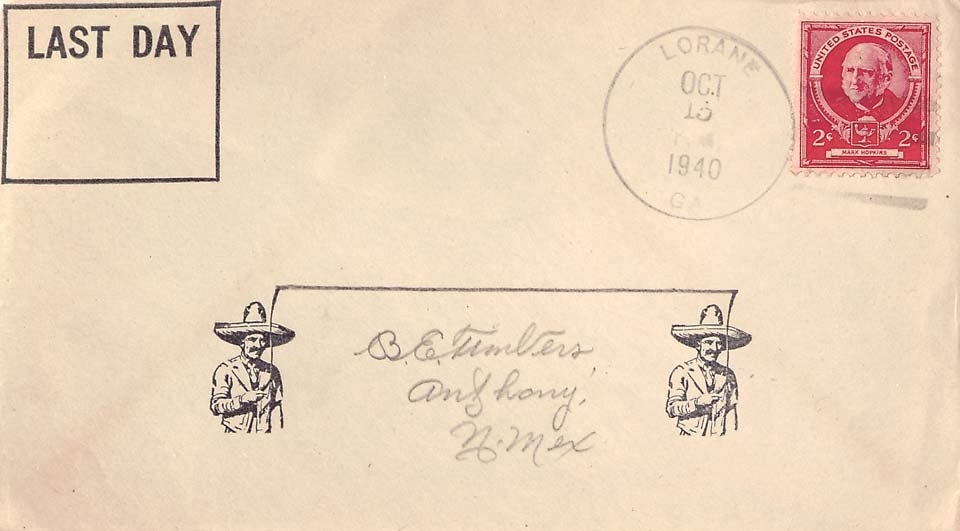 LAST DAY
LORANE
OCT
15
1940
GA
UNITED STATES POSTAGE
2¢ 2¢
MARK HOPKINS
B. E. Timbers
Anthony,
N. Mex